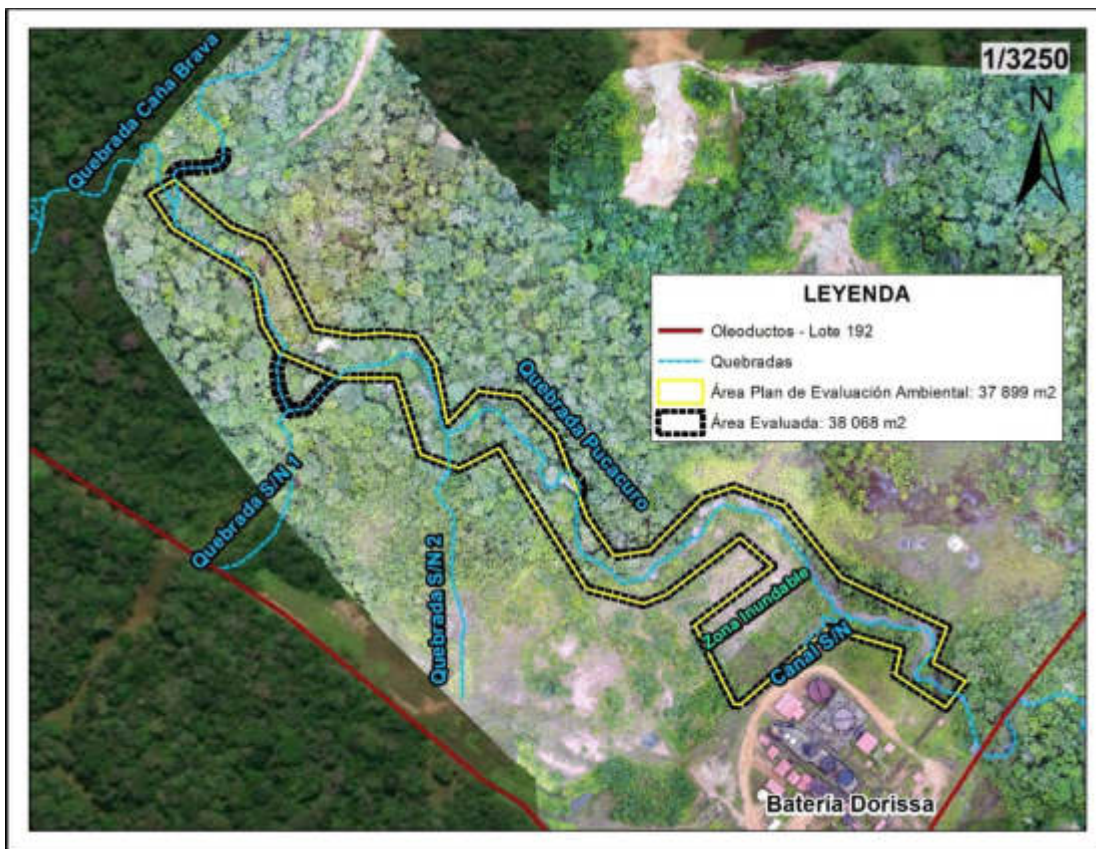 1/3250
N
Quebrada Caña Brava
LEYENDA
Oleoductos - Lote 192
Quebradas
Área Plan de Evaluación Ambiental: 37 899 m2
Área Evaluada: 38 068 m2
Quebrada Pucacuro
Quebrada S/N 1
Quebrada S/N 2
Zona Inundable
Canal S/N
Batería Dorissa